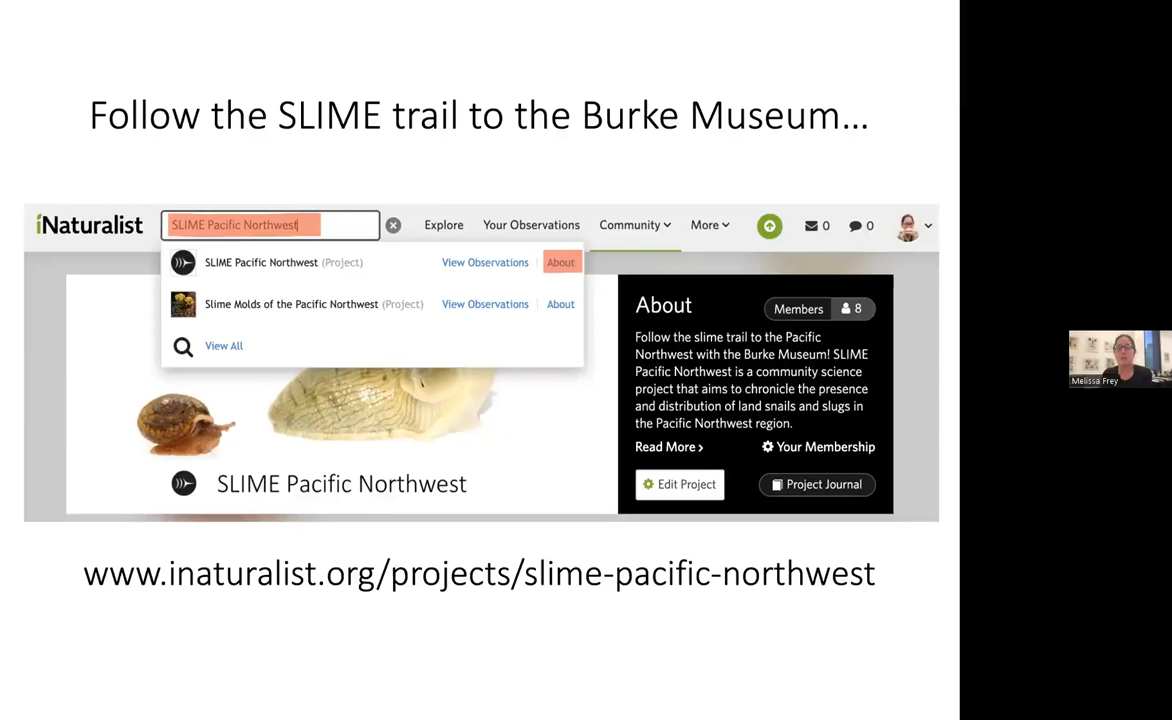 Follow the SLIME trail to the Burke Museum...
iNaturalist SLIME Pacific Northwest Explore Your Observations Community More 0 0
SLIME Pacific Northwest (Project) View Observations About
Slime Molds of the Pacific Northwest (Project) View Observations About
View All
About
Members 8
Follow the slime trail to the Pacific
Northwest with the Burke Museum! SLIME
Pacific Northwest is a community science
project that aims to chronicle the presence
and distribution of land snails and slugs in
the Pacific Northwest region.
Read More > Your Membership
Edit Project Project Journal
SLIME Pacific Northwest
www.inaturalist.org/projects/slime-pacific-northwest
Melissa Frey